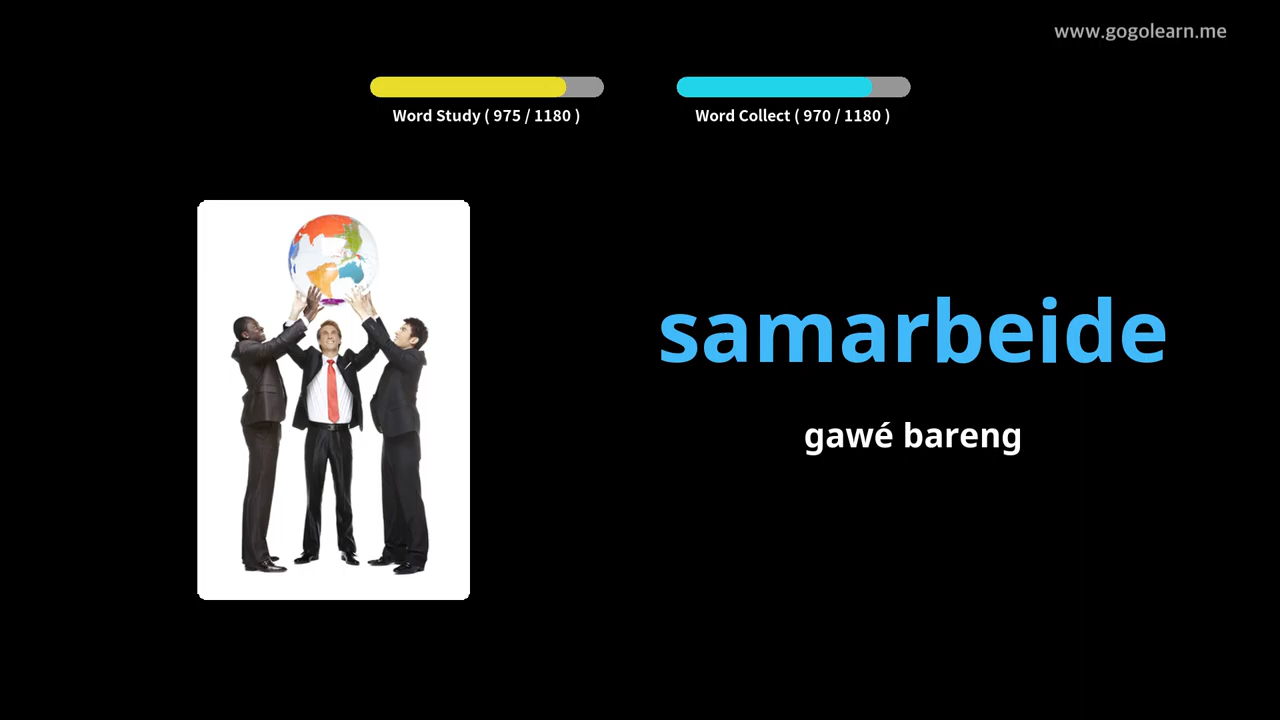 www.gogolearn.me
Word Study ( 975 / 1180 )
Word Collect ( 970 / 1180 )
samarbeide
gawé bareng